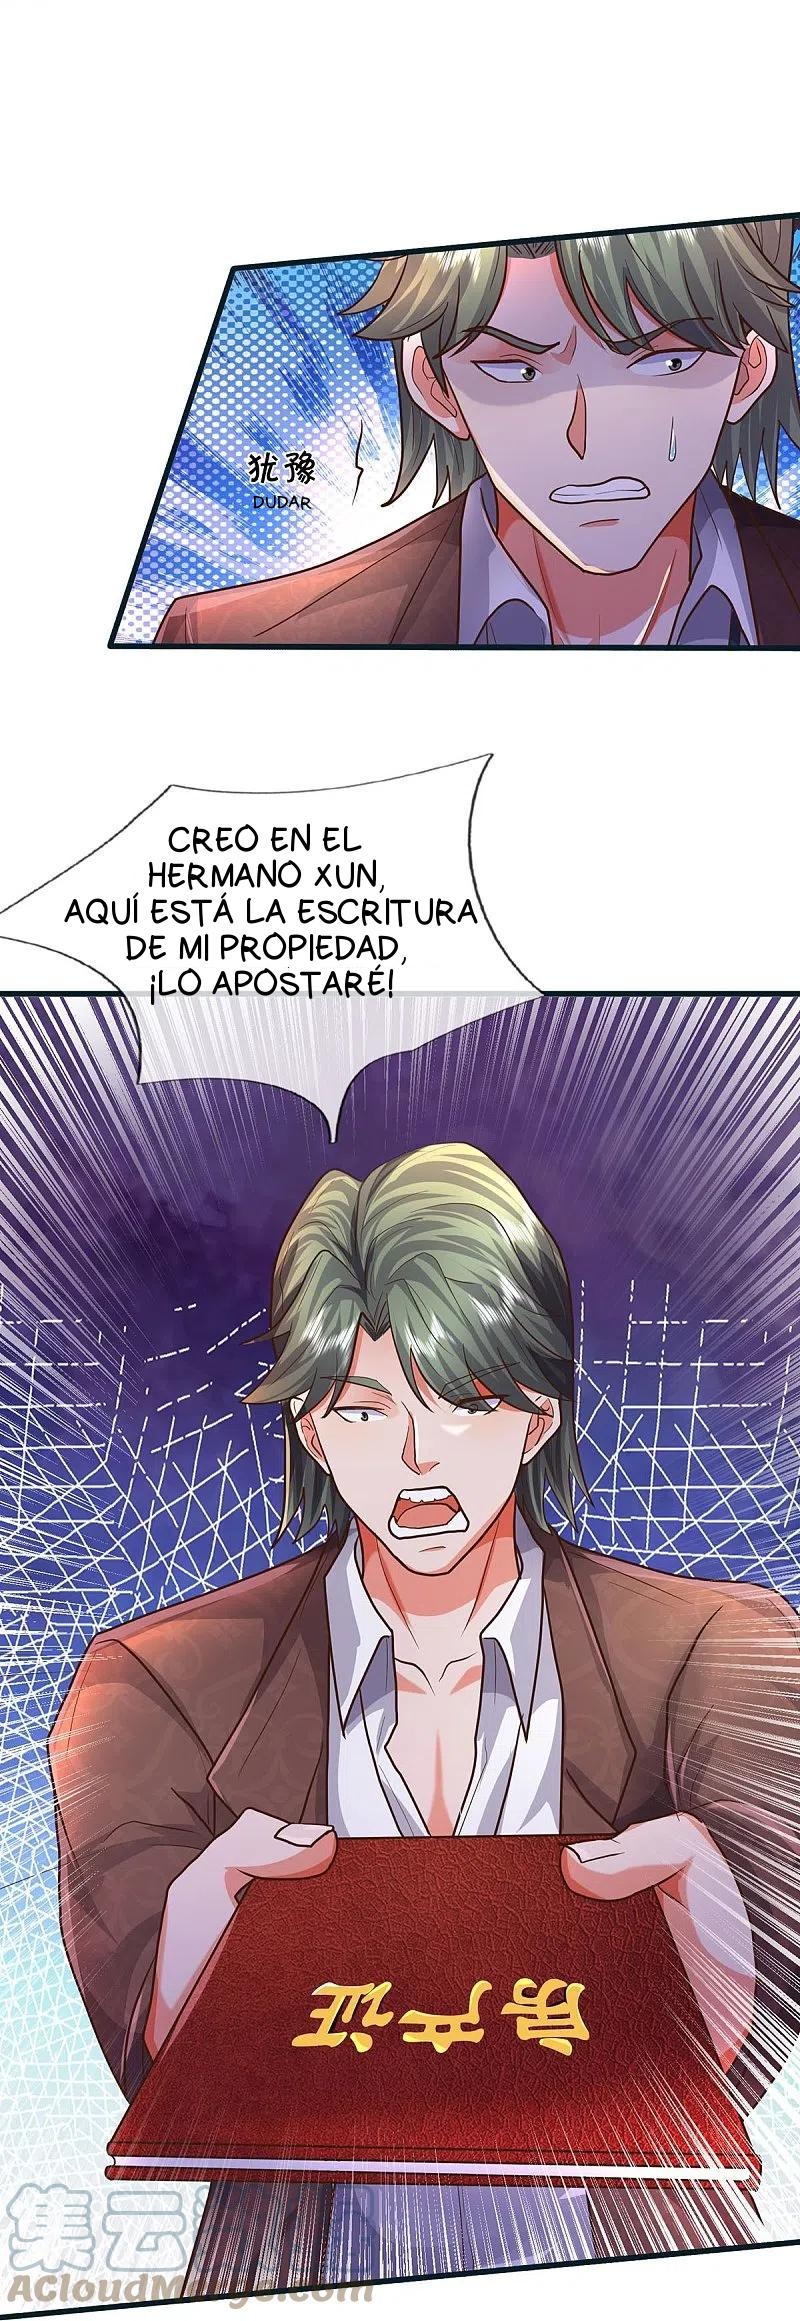 犹豫
DUDAR
CREO EN EL
HERMANO XUN,
AQUÍ ESTÁ LA ESCRITURA
DE MI PROPIEDAD,
¡LO APOSTARÉ!
房产证
集云社
ACloudMerge.com